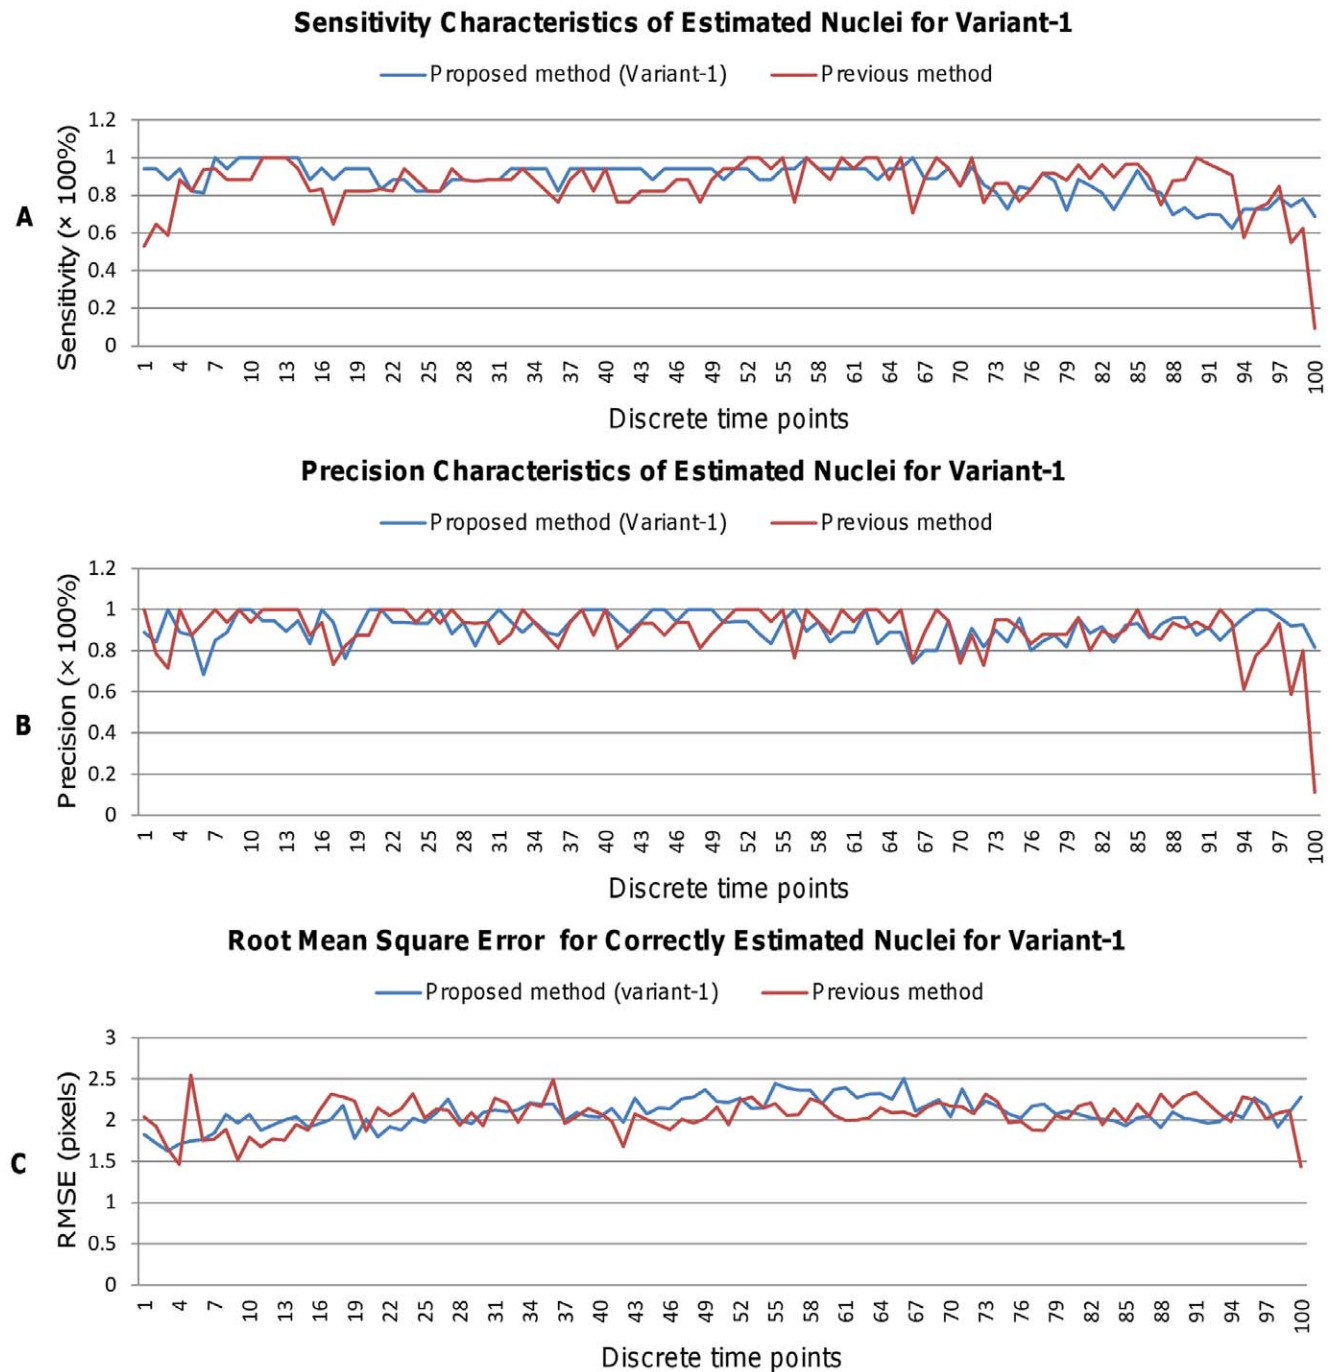 Sensitivity Characteristics of Estimated Nuclei for Variant-1
Proposed method (Variant-1) Previous method
A
Sensitivity (× 100%)
1.2
1
0.8
0.6
0.4
0.2
0
1 4 7 10 13 16 19 22 25 28 31 34 37 40 43 46 49 52 55 58 61 64 67 70 73 76 79 82 85 88 91 94 97 100
Discrete time points
Precision Characteristics of Estimated Nuclei for Variant-1
Proposed method (Variant-1) Previous method
B
Precision (× 100%)
1.2
1
0.8
0.6
0.4
0.2
0
1 4 7 10 13 16 19 22 25 28 31 34 37 40 43 46 49 52 55 58 61 64 67 70 73 76 79 82 85 88 91 94 97 100
Discrete time points
Root Mean Square Error for Correctly Estimated Nuclei for Variant-1
Proposed method (variant-1) Previous method
C
RMSE (pixels)
3
2.5
2
1.5
1
0.5
0
1 4 7 10 13 16 19 22 25 28 31 34 37 40 43 46 49 52 55 58 61 64 67 70 73 76 79 82 85 88 91 94 97 100
Discrete time points